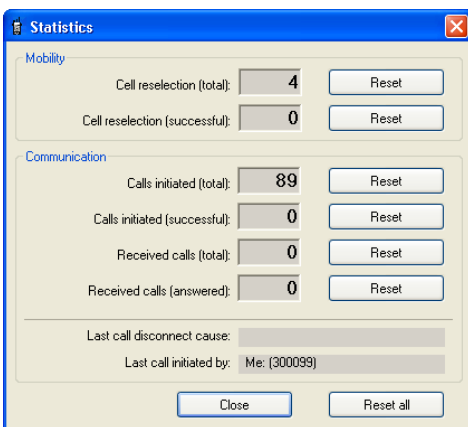 Statistics
Mobility
Cell reselection (total): 4 Reset
Cell reselection (successful): 0 Reset
Communication
Calls initiated (total): 89 Reset
Calls initiated (successful): 0 Reset
Received calls (total): 0 Reset
Received calls (answered): 0 Reset
Last call disconnect cause:
Last call initiated by: Me: (300099)
Close Reset all